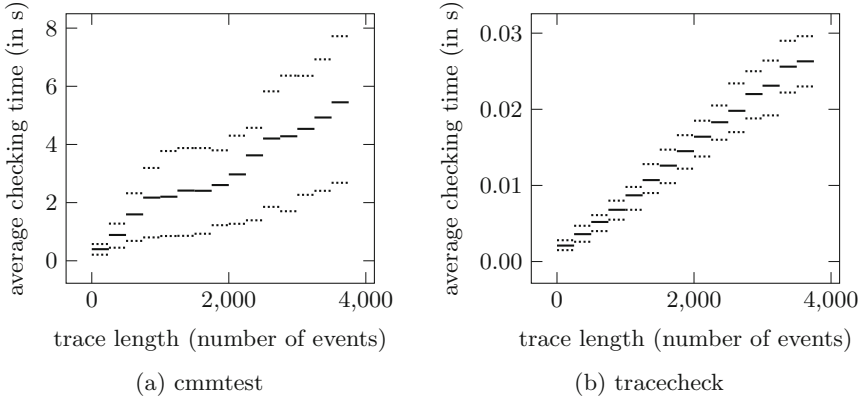 average checking time (in s)
8
6
4
2
0
0
2,000
4,000
trace length (number of events)
(a) cmmtest
average checking time (in s)
0.03
0.02
0.01
0.00
0
2,000
4,000
trace length (number of events)
(b) tracecheck